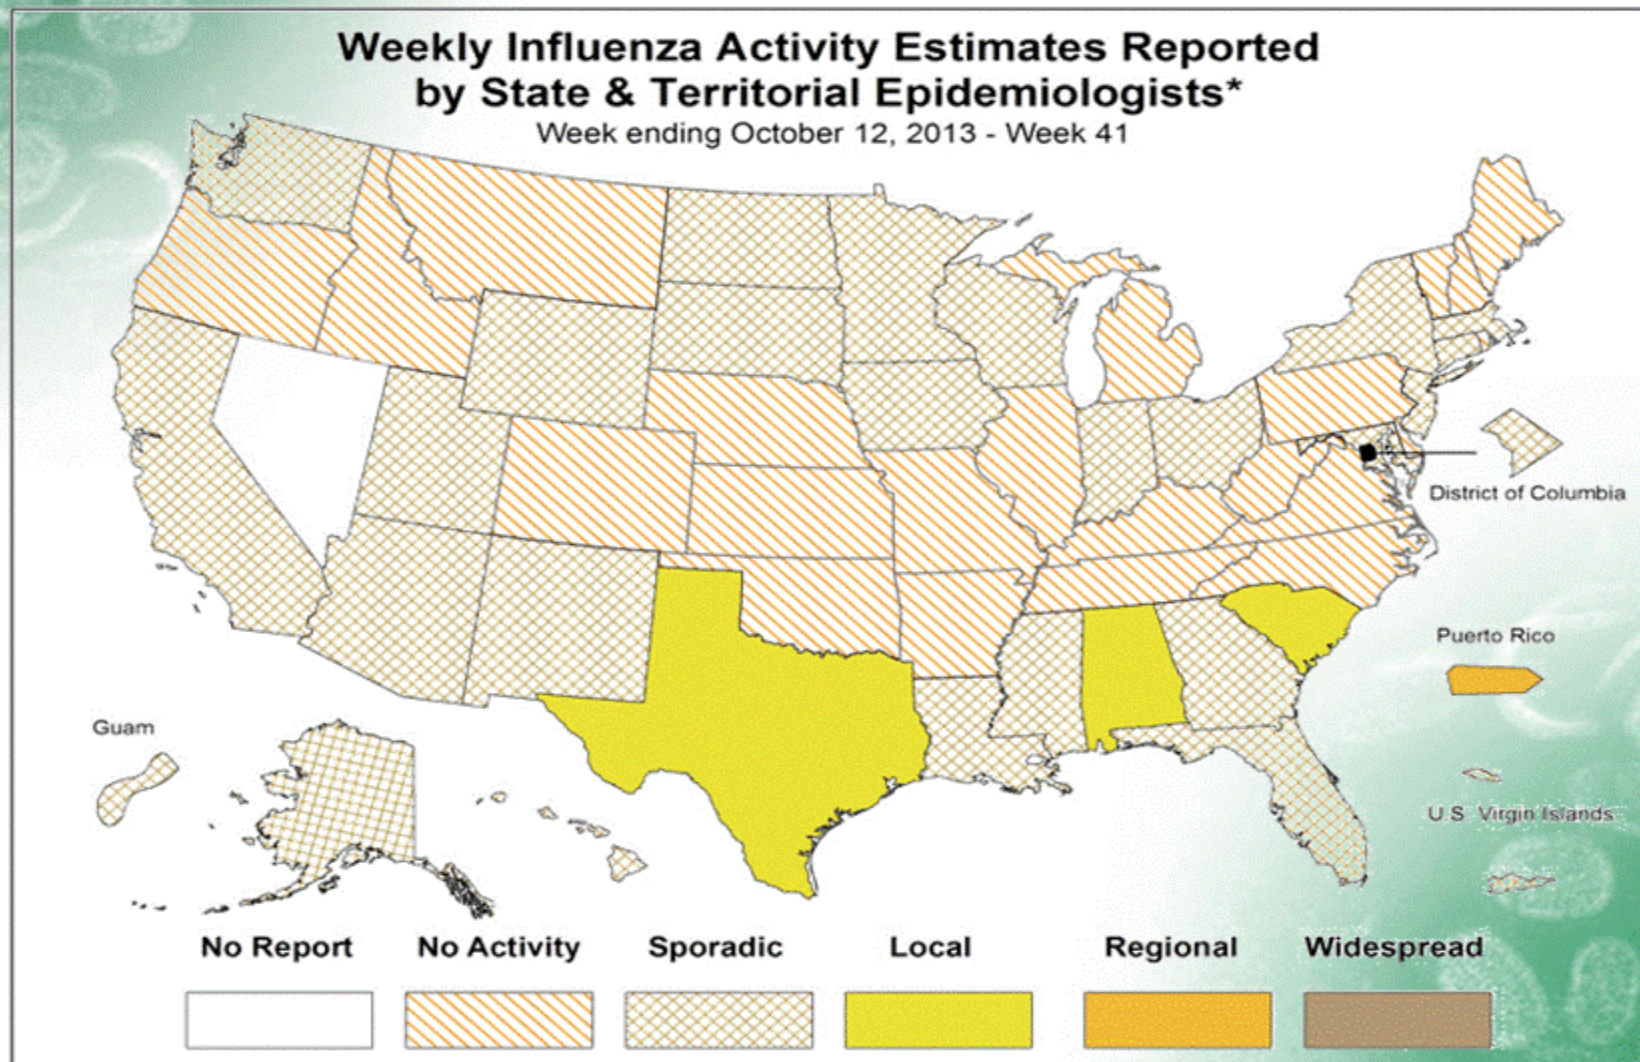 Weekly Influenza Activity Estimates Reported
by State & Territorial Epidemiologists*
Week ending October 12, 2013 - Week 41
District of Columbia
Puerto Rico
Guam
U.S. Virgin Islands
No Report
No Activity
Sporadic
Local
Regional
Widespread